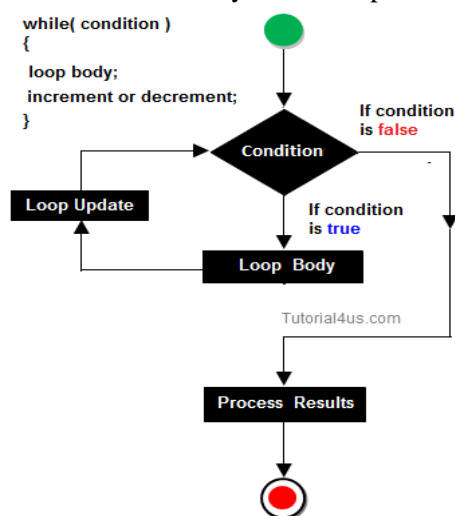 while( condition )
{
loop body;
increment or decrement;
}
If condition
is false
Condition
Loop Update
If condition
is true
Loop Body
Tutorial4us.com
Process Results